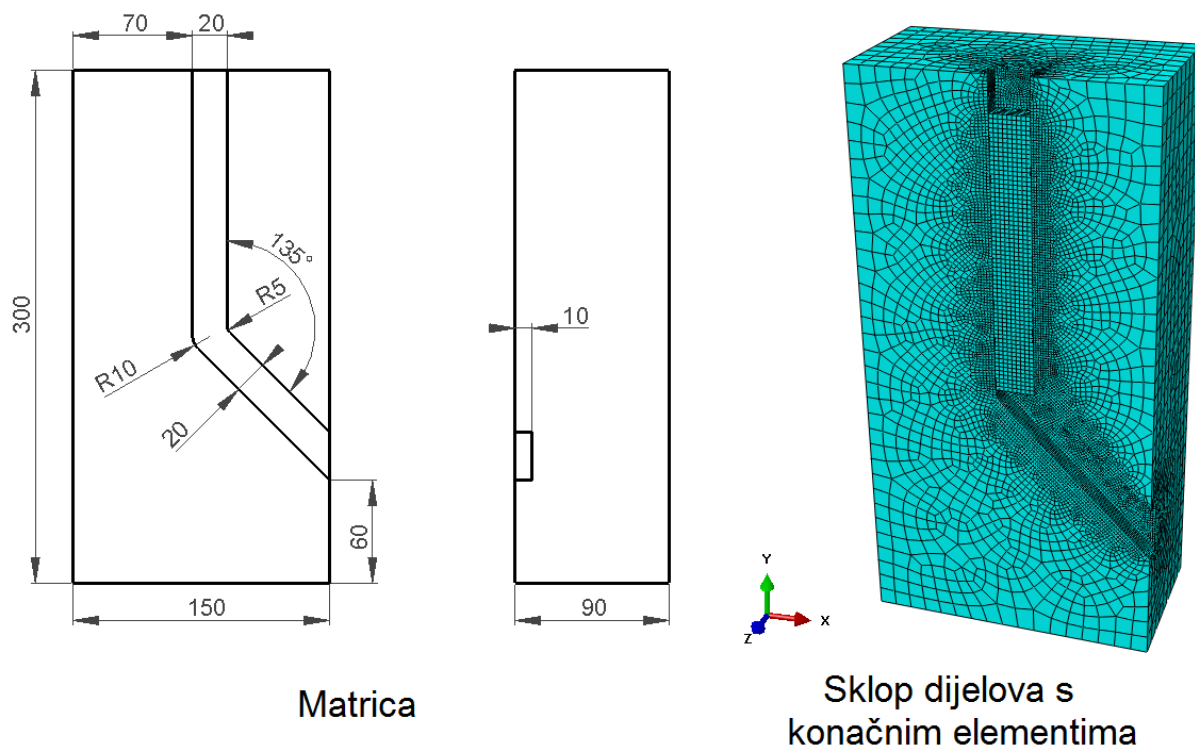 70
20
300
135°
R5
R10
20
60
150
10
90
Y
X
Z
Matrica
Sklop dijelova s
konačnim elementima